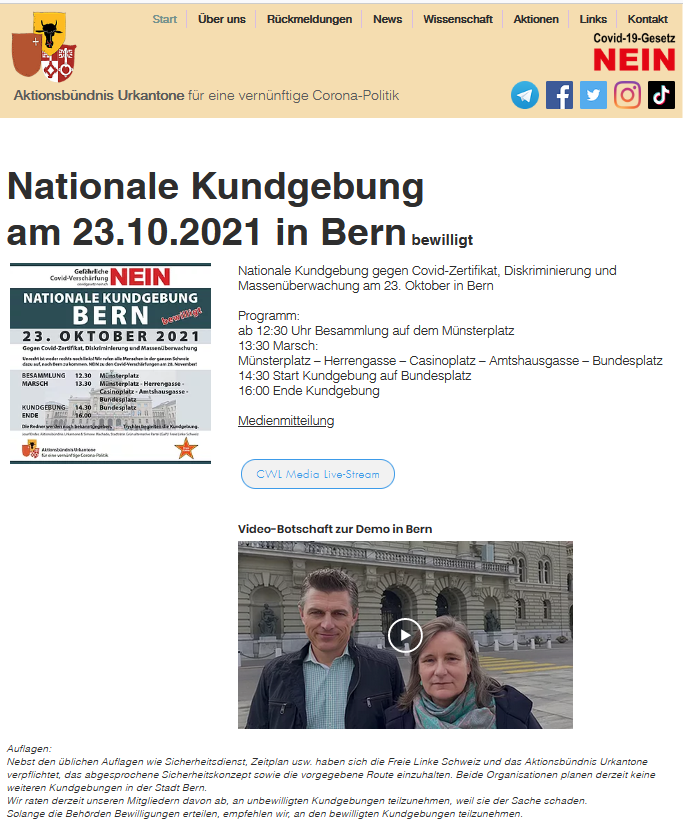 Start
Über uns
Rückmeldungen
News
Wissenschaft
Aktionen
Links
Kontakt
Covid-19-Gesetz
NEIN
Aktionsbündnis Urkantone für eine vernünftige Corona-Politik
Nationale Kundgebung
am 23.10.2021 in Bern bewilligt
Gefährliche
Covid-Verschärfung
NEIN
NATIONALE KUNDGEBUNG
BERN bewilligt
23. OKTOBER 2021
Gegen Covid-Zertifikat, Diskriminierung und Massenüberwachung
BESAMMLUNG 12.30 Münsterplatz
MARSCH 13.30 Münsterplatz - Herrengasse -
Casinoplatz - Amtshausgasse -
Bundesplatz
KUNDGEBUNG 14.30 Bundesplatz
ENDE 16.00
Aktionsbündnis Urkantone
für eine vernünftige Corona-Politik
Nationale Kundgebung gegen Covid-Zertifikat, Diskriminierung und
Massenüberwachung am 23. Oktober in Bern
Programm:
ab 12:30 Uhr Besammlung auf dem Münsterplatz
13:30 Marsch:
Münsterplatz – Herrengasse – Casinoplatz – Amtshausgasse – Bundesplatz
14:30 Start Kundgebung auf Bundesplatz
16:00 Ende Kundgebung
Medienmitteilung
CWL Media Live-Stream
Video-Botschaft zur Demo in Bern
Auflagen:
Nebst den üblichen Auflagen wie Sicherheitsdienst, Zeitplan usw. haben sich die Freie Linke Schweiz und das Aktionsbündnis Urkantone
verpflichtet, das abgesprochene Sicherheitskonzept sowie die vorgegebene Route einzuhalten. Beide Organisationen planen derzeit keine
weiteren Kundgebungen in der Stadt Bern.
Wir raten derzeit unseren Mitgliedern davon ab, an unbewilligten Kundgebungen teilzunehmen, weil sie der Sache schaden.
Solange die Behörden Bewilligungen erteilen, empfehlen wir, an den bewilligten Kundgebungen teilzunehmen.